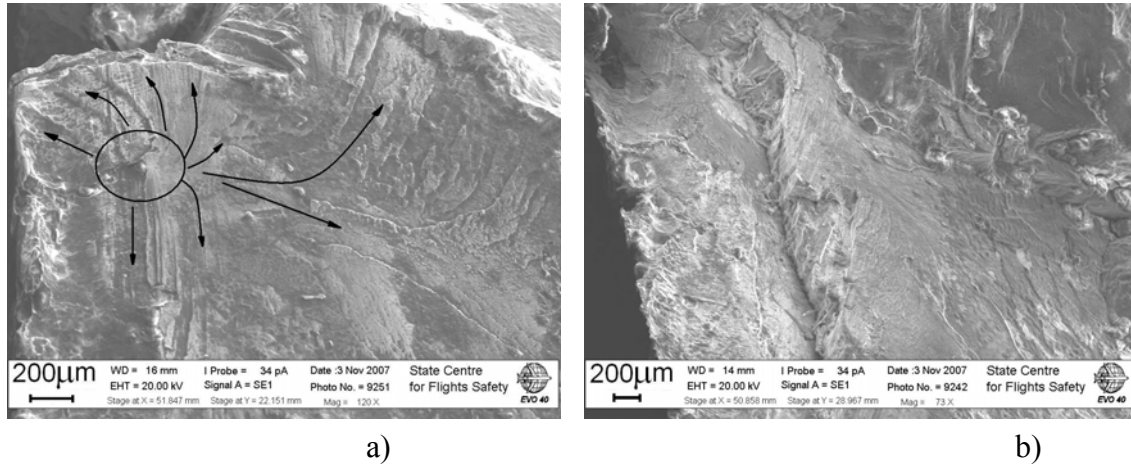 200µm
WD = 16 mm
I Probe = 34 pA
Date :3 Nov 2007
State Centre
EHT = 20.00 kV
Signal A = SE1
Photo No. = 9251
for Flights Safety
Stage at X = 51.847 mm
Stage at Y = 22.151 mm
Mag = 120 X
EVO 40
200µm
WD = 14 mm
I Probe = 34 pA
Date :3 Nov 2007
State Centre
EHT = 20.00 kV
Signal A = SE1
Photo No. = 9242
for Flights Safety
Stage at X = 50.858 mm
Stage at Y = 28.967 mm
Mag = 73 X
EVO 40
a)
b)